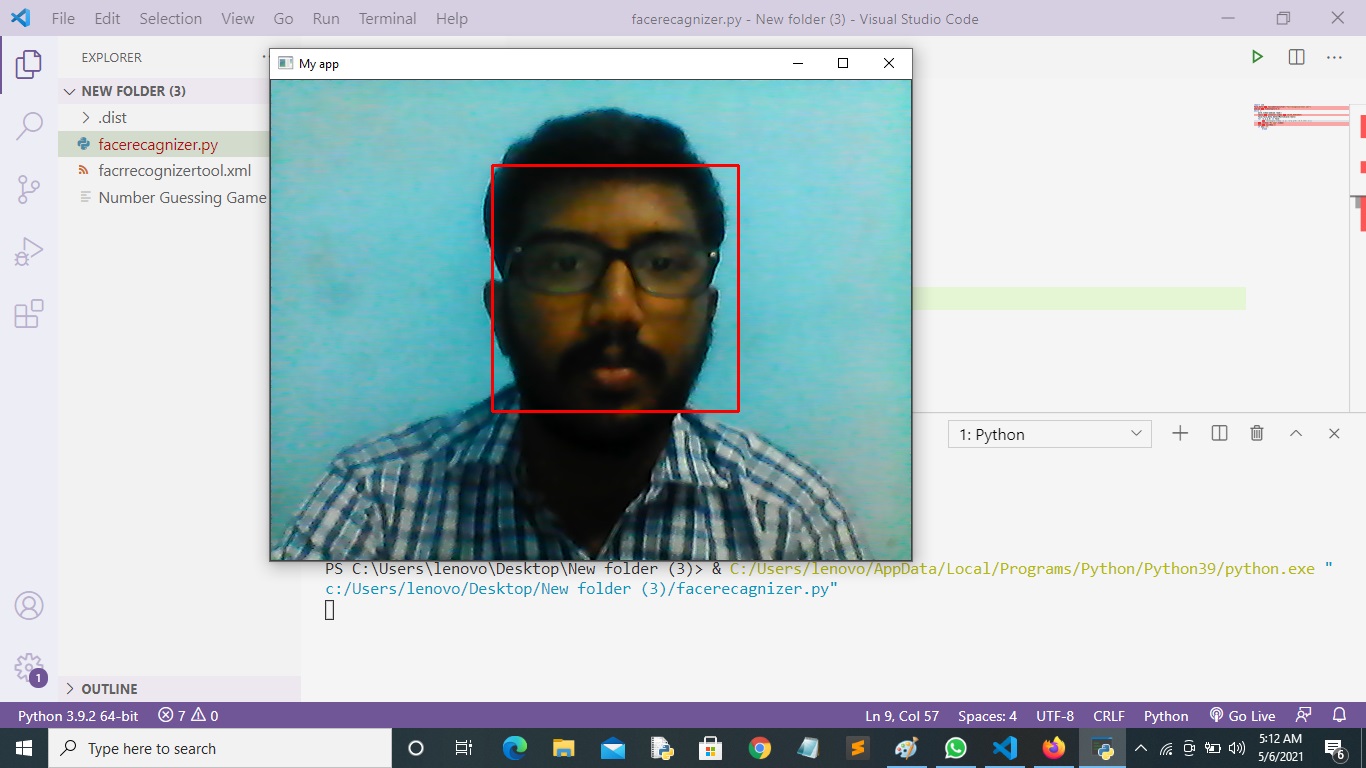 File Edit Selection View Go Run Terminal Help
facerecagnizer.py - New folder (3) - Visual Studio Code
EXPLORER
My app
NEW FOLDER (3)
.dist
facerecagnizer.py
facrrecognizertool.xml
Number Guessing Game
1: Python
PS C:\Users\lenovo\Desktop\New folder (3)> & C:/Users/lenovo/AppData/Local/Programs/Python/Python39/python.exe "
c:/Users/lenovo/Desktop/New folder (3)/facerecagnizer.py"
1
OUTLINE
Python 3.9.2 64-bit 7 0 Ln 9, Col 57 Spaces: 4 UTF-8 CRLF Python Go Live
Type here to search
5:12 AM
5/6/2021
6